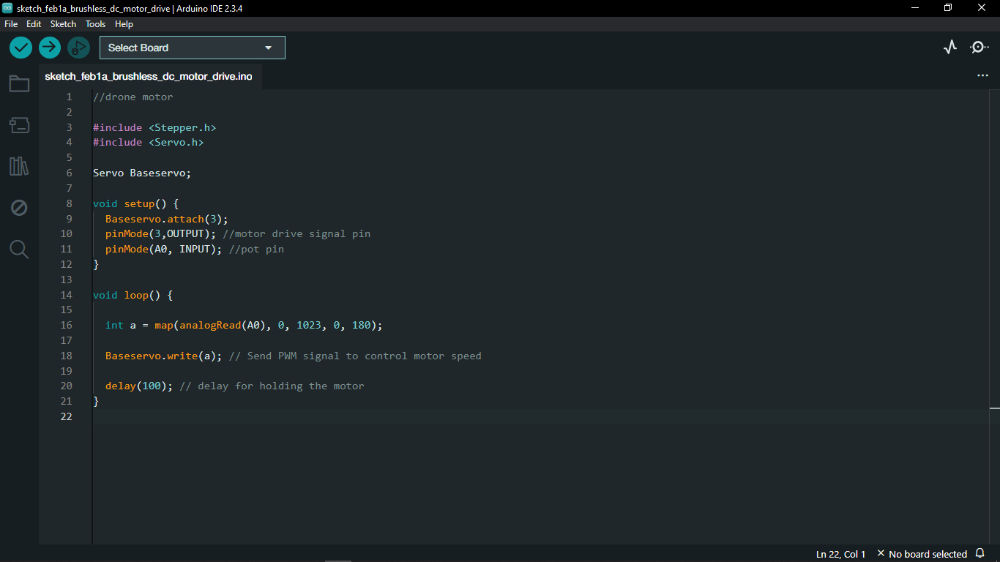 sketch_feb1a_brushless_dc_motor_drive | Arduino IDE 2.3.4
File Edit Sketch Tools Help
Select Board
sketch_feb1a_brushless_dc_motor_drive.ino
1 //drone motor
2
3 #include <Stepper.h>
4 #include <Servo.h>
5
6 Servo Baseservo;
7
8 void setup() {
9 Baseservo.attach(3);
10 pinMode(3,OUTPUT); //motor drive signal pin
11 pinMode(A0, INPUT); //pot pin
12 }
13
14 void loop() {
15
16 int a = map(analogRead(A0), 0, 1023, 0, 180);
17
18 Baseservo.write(a); // Send PWM signal to control motor speed
19
20 delay(100); // delay for holding the motor
21 }
22
Ln 22, Col 1 × No board selected